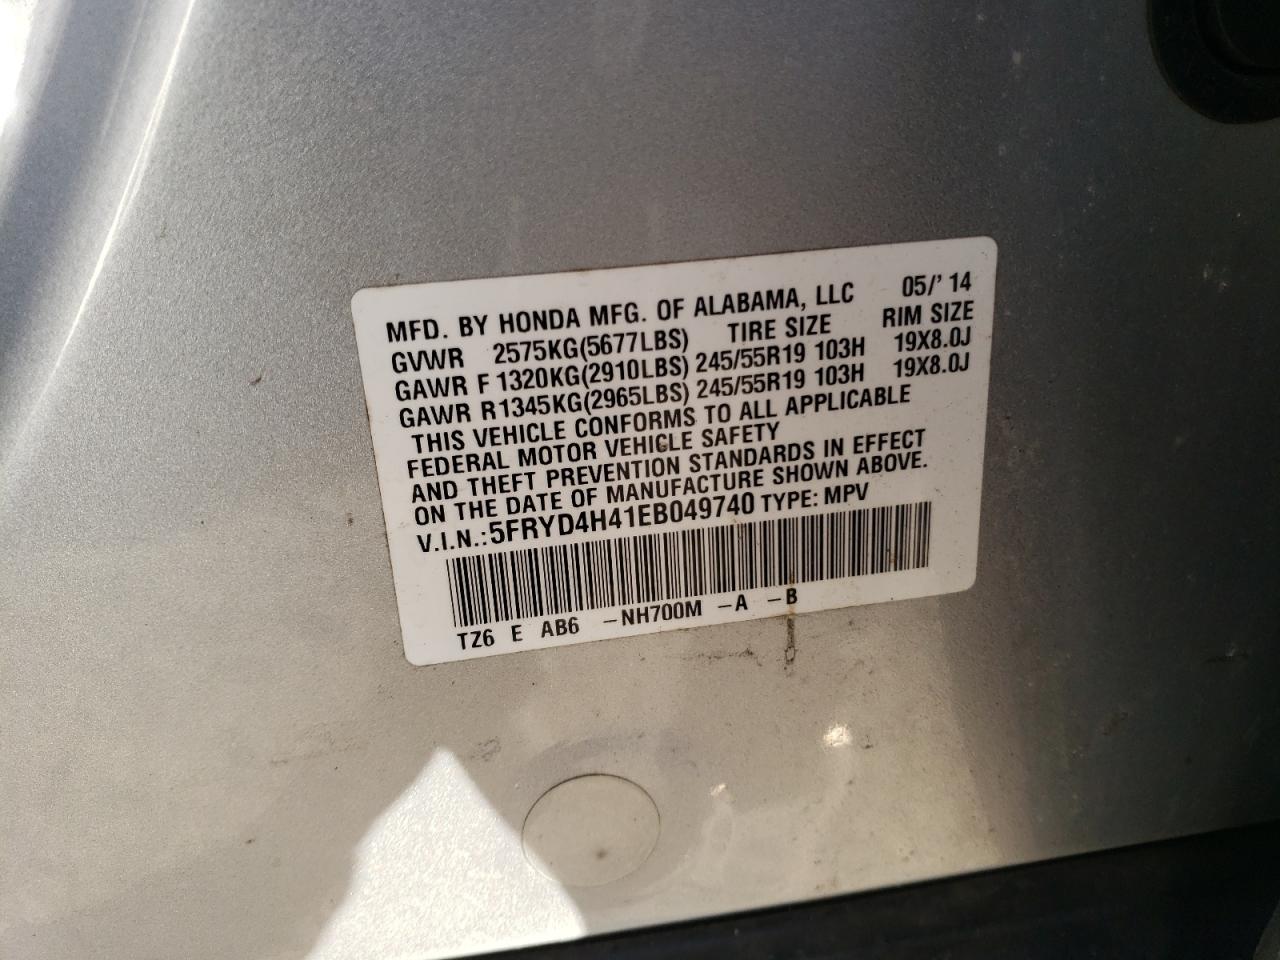 MFD. BY HONDA MFG. OF ALABAMA, LLC 05/'14
GVWR 2575KG(5677LBS) TIRE SIZE RIM SIZE
GAWR F 1320KG(2910LBS) 245/55R19 103H 19X8.0J
GAWR R1345KG(2965LBS) 245/55R19 103H 19X8.0J
THIS VEHICLE CONFORMS TO ALL APPLICABLE
FEDERAL MOTOR VEHICLE SAFETY
AND THEFT PREVENTION STANDARDS IN EFFECT
ON THE DATE OF MANUFACTURE SHOWN ABOVE.
V.I.N.:5FRYD4H41EB049740 TYPE: MPV
TZ6 E AB6 -NH700M -A -B